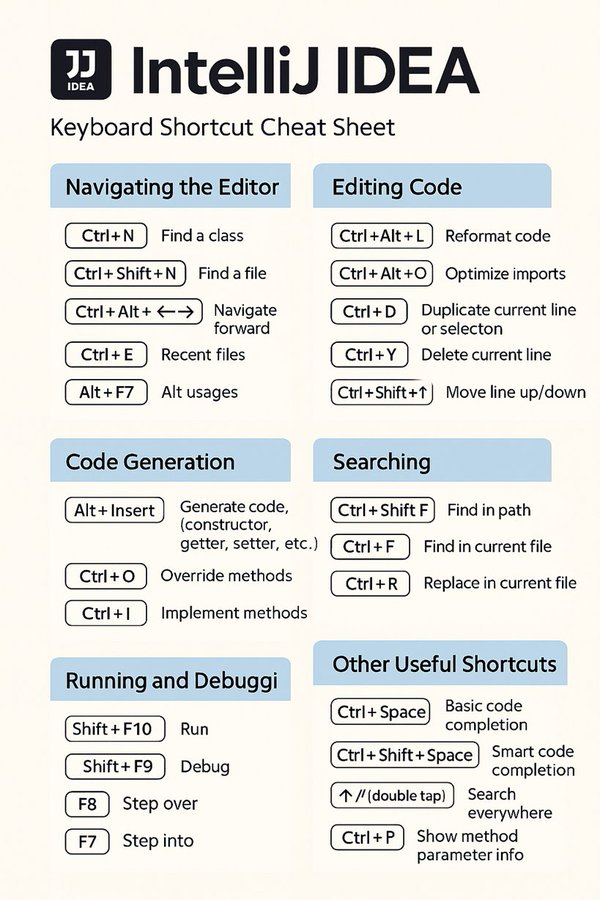 JJ
IDEA
IntelliJ IDEA
Keyboard Shortcut Cheat Sheet
Navigating the Editor
Ctrl+N Find a class
Ctrl+Shift+N Find a file
Ctrl+Alt+ ←→ Navigate
forward
Ctrl+E Recent files
Alt+F7 Alt usages
Editing Code
Ctrl+Alt+L Reformat code
Ctrl+Alt+O Optimize imports
Ctrl+D Duplicate current line
or selecton
Ctrl+Y Delete current line
Ctrl+Shift+↑ Move line up/down
Code Generation
Alt+Insert Generate code,
(constructor,
getter, setter, etc.)
Ctrl+O Override methods
Ctrl+I Implement methods
Searching
Ctrl+Shift F Find in path
Ctrl+F Find in current file
Ctrl+R Replace in current file
Running and Debuggi
Shift+F10 Run
Shift+F9 Debug
F8 Step over
F7 Step into
Other Useful Shortcuts
Ctrl+Space Basic code
completion
Ctrl+Shift+Space Smart code
completion
↑ // (double tap) Search
everywhere
Ctrl+P Show method
parameter info